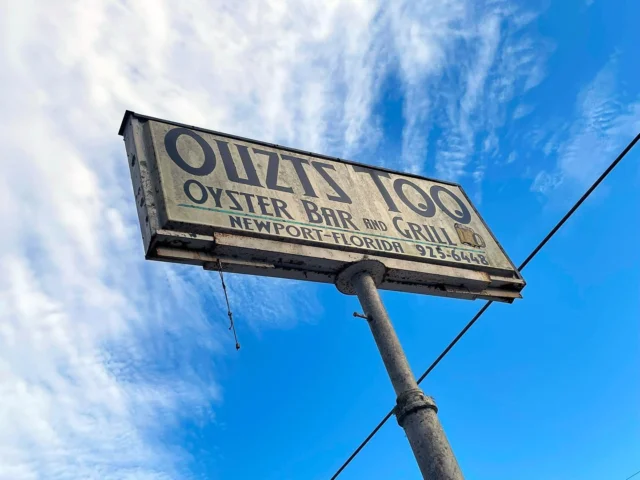 OUZTS TOO
OYSTER BAR AND GRILL
NEWPORT-FLORIDA 925-6448